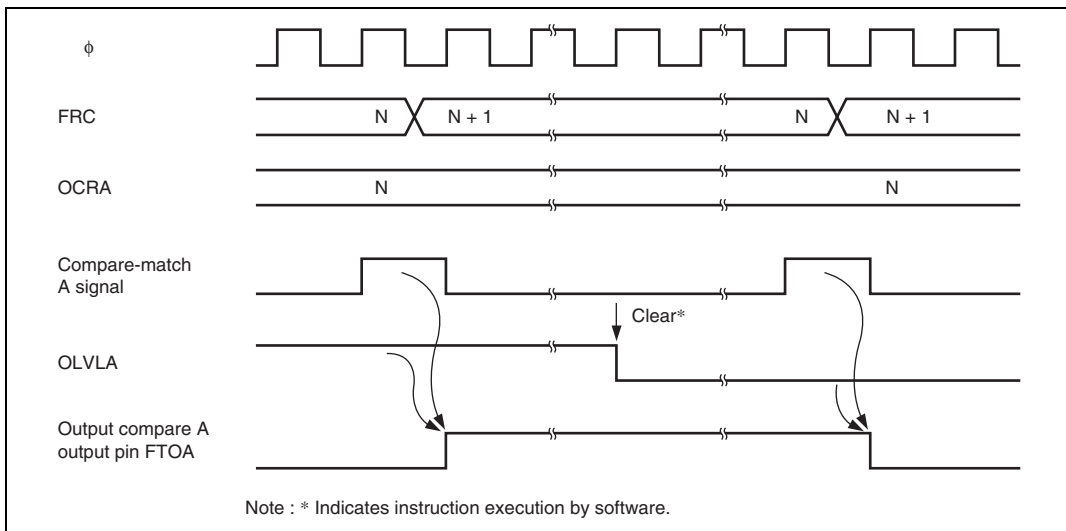 ϕ
FRC
N
N + 1
N
N + 1
OCRA
N
N
Compare-match
A signal
Clear*
OLVLA
Output compare A
output pin FTOA
Note : * Indicates instruction execution by software.